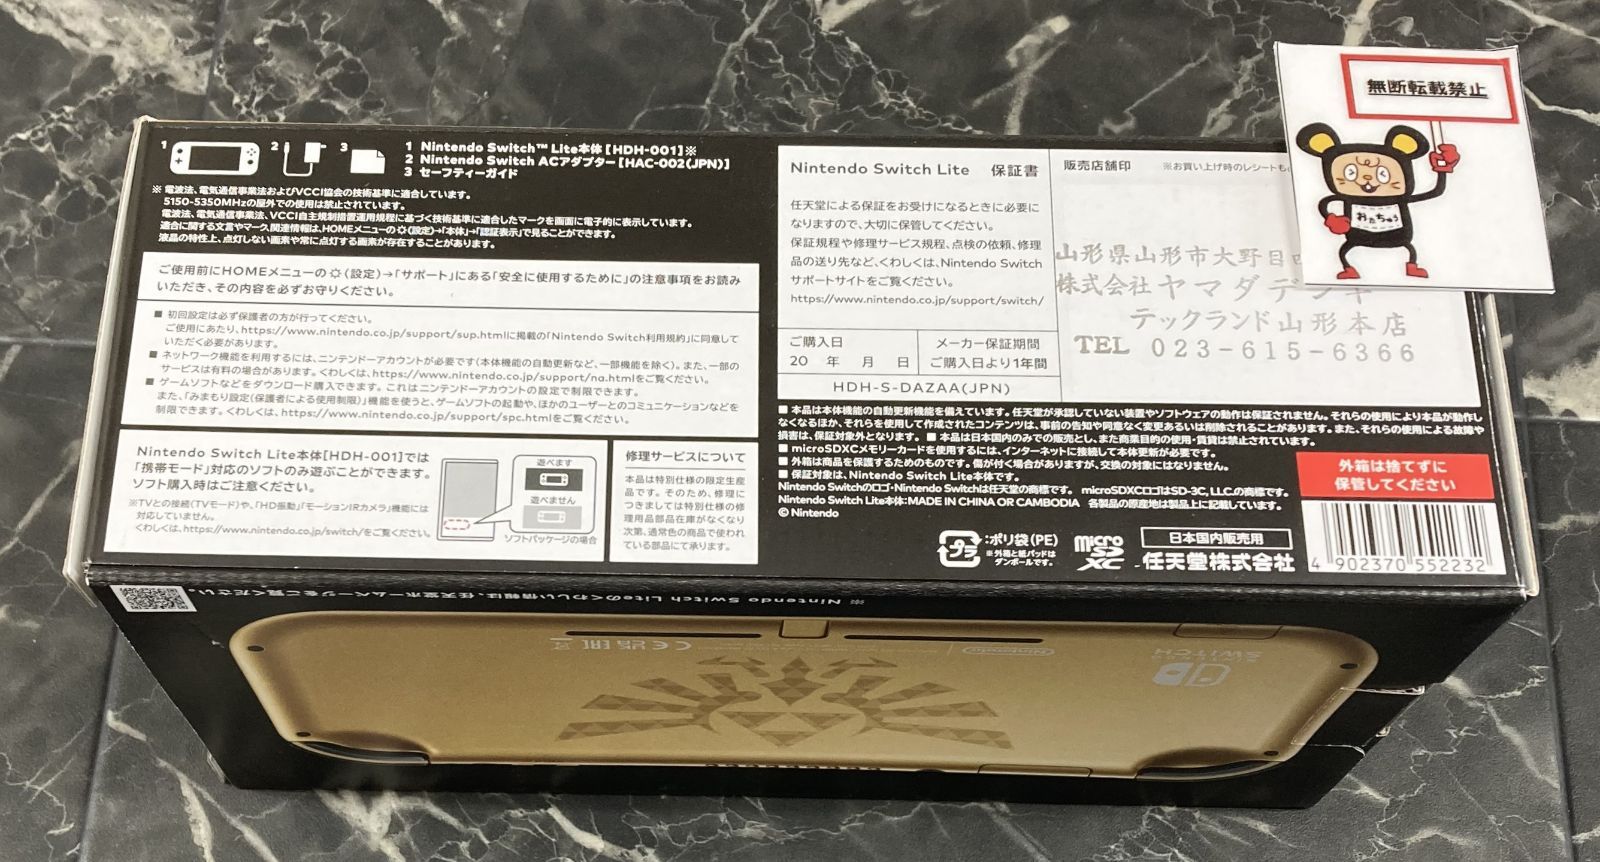 1 2 3
1 Nintendo Switch™ Lite本体[HDH-001]※
2 Nintendo Switch ACアダプター[HAC-002(JPN)]
3 セーフティーガイド
※ 電波法、電気通信事業法およびVCCI協会の技術基準に適合しています。
5150-5350MHzの屋外での使用は禁止されています。
電波法、電気通信事業法、VCCI自主規制措置運用規程に基づく技術基準に適合したマークを画面に電子的に表示しています。
適合に関する文言やマーク、関連情報は、HOMEメニューの(設定)→「本体」→「認証表示」で見ることができます。
液晶の特性上、点灯しない画素や常に点灯する画素が存在することがあります。
ご使用前にHOMEメニューの(設定)→「サポート」にある「安全に使用するために」の注意事項をお読み
いただき、その内容を必ずお守りください。
■ 初回設定は必ず保護者の方が行ってください。
ご使用にあたり、https://www.nintendo.co.jp/support/sup.htmlに掲載の「Nintendo Switch利用規約」に同意して
いただく必要があります。
■ ネットワーク機能を利用するには、ニンテンドーアカウントが必要です(本体機能の自動更新など、一部機能を除く)。また、一部の
サービスは有料の場合があります。くわしくは、https://www.nintendo.co.jp/support/na.htmlをご覧ください。
■ ゲームソフトなどをダウンロード購入できます。これはニンテンドーアカウントの設定で制限できます。
また、「みまもり設定(保護者による使用制限)」機能を使うと、ゲームソフトの起動や、ほかのユーザーとのコミュニケーションなどを
制限できます。くわしくは、https://www.nintendo.co.jp/support/spc.htmlをご覧ください。
Nintendo Switch Lite本体[HDH-001]では
「携帯モード」対応のソフトのみ遊ぶことができます。
ソフト購入時はご注意ください。
※TVとの接続(TVモード)や、「HD振動」「モーションIRカメラ」機能には
対応していません。
くわしくは、https://www.nintendo.co.jp/switch/をご覧ください。
遊べます
遊べません
ソフトパッケージの場合
修理サービスについて
本品は特別仕様の限定生産
品です。そのため、修理に
つきましては特別仕様の修
理用品部品在庫がなくなり
次第、通常色の商品で使われ
ている部品にて承ります。
Nintendo Switch Lite 保証書
任天堂による保証をお受けになるときに必要に
なりますので、大切に保管してください。
保証規程や修理サービス規程、点検の依頼、修理
品の送り先など、くわしくは、Nintendo Switch
サポートサイトをご覧ください。
https://www.nintendo.co.jp/support/switch/
ご購入日
20 年 月 日
メーカー保証期間
ご購入日より1年間
HDH-S-DAZAA(JPN)
販売店舗印 ※お買い上げ時のレシートも
山形県山形市大野目
株式会社 ヤマダデンキ
テックランド山形本店
TEL 023-615-6366
無断転載禁止
おたちゅう
■ 本品は本体機能の自動更新機能を備えています。任天堂が承認していない装置やソフトウェアの動作は保証されません。それらの使用により本品が動作し
なくなるほか、それらを使用して作成されたコンテンツは、事前の告知や同意なく変更あるいは削除されることがあります。また、それらの使用による故障や
損害は、保証対象外となります。 ■ 本品は日本国内のみでの販売とし、また商業目的の使用・賃貸は禁止されています。
■ microSDXCメモリーカードを使用するには、インターネットに接続して本体更新が必要です。
■ 外箱は商品を保護するためのものです。傷が付く場合がありますが、交換の対象にはなりません。
■ 保証対象は、Nintendo Switch Lite本体です。
Nintendo Switchのロゴ・Nintendo Switchは任天堂の商標です。 microSDXCロゴはSD-3C, LLC.の商標です。
Nintendo Switch Lite本体:MADE IN CHINA OR CAMBODIA 各製品の原産地は製品上に記載しています。
© Nintendo
外箱は捨てずに
保管してください
プラ
:ポリ袋(PE)
※外箱と紙パッドは
ダンボールです。
micro SD XC
日本国内販売用
任天堂株式会社
4 902370 552232
※ Nintendo Switch Liteのくわしい情報は、任天堂ホームページをご覧ください。
Nintendo
NINTENDO
SWITCH
CE UK CA EAC